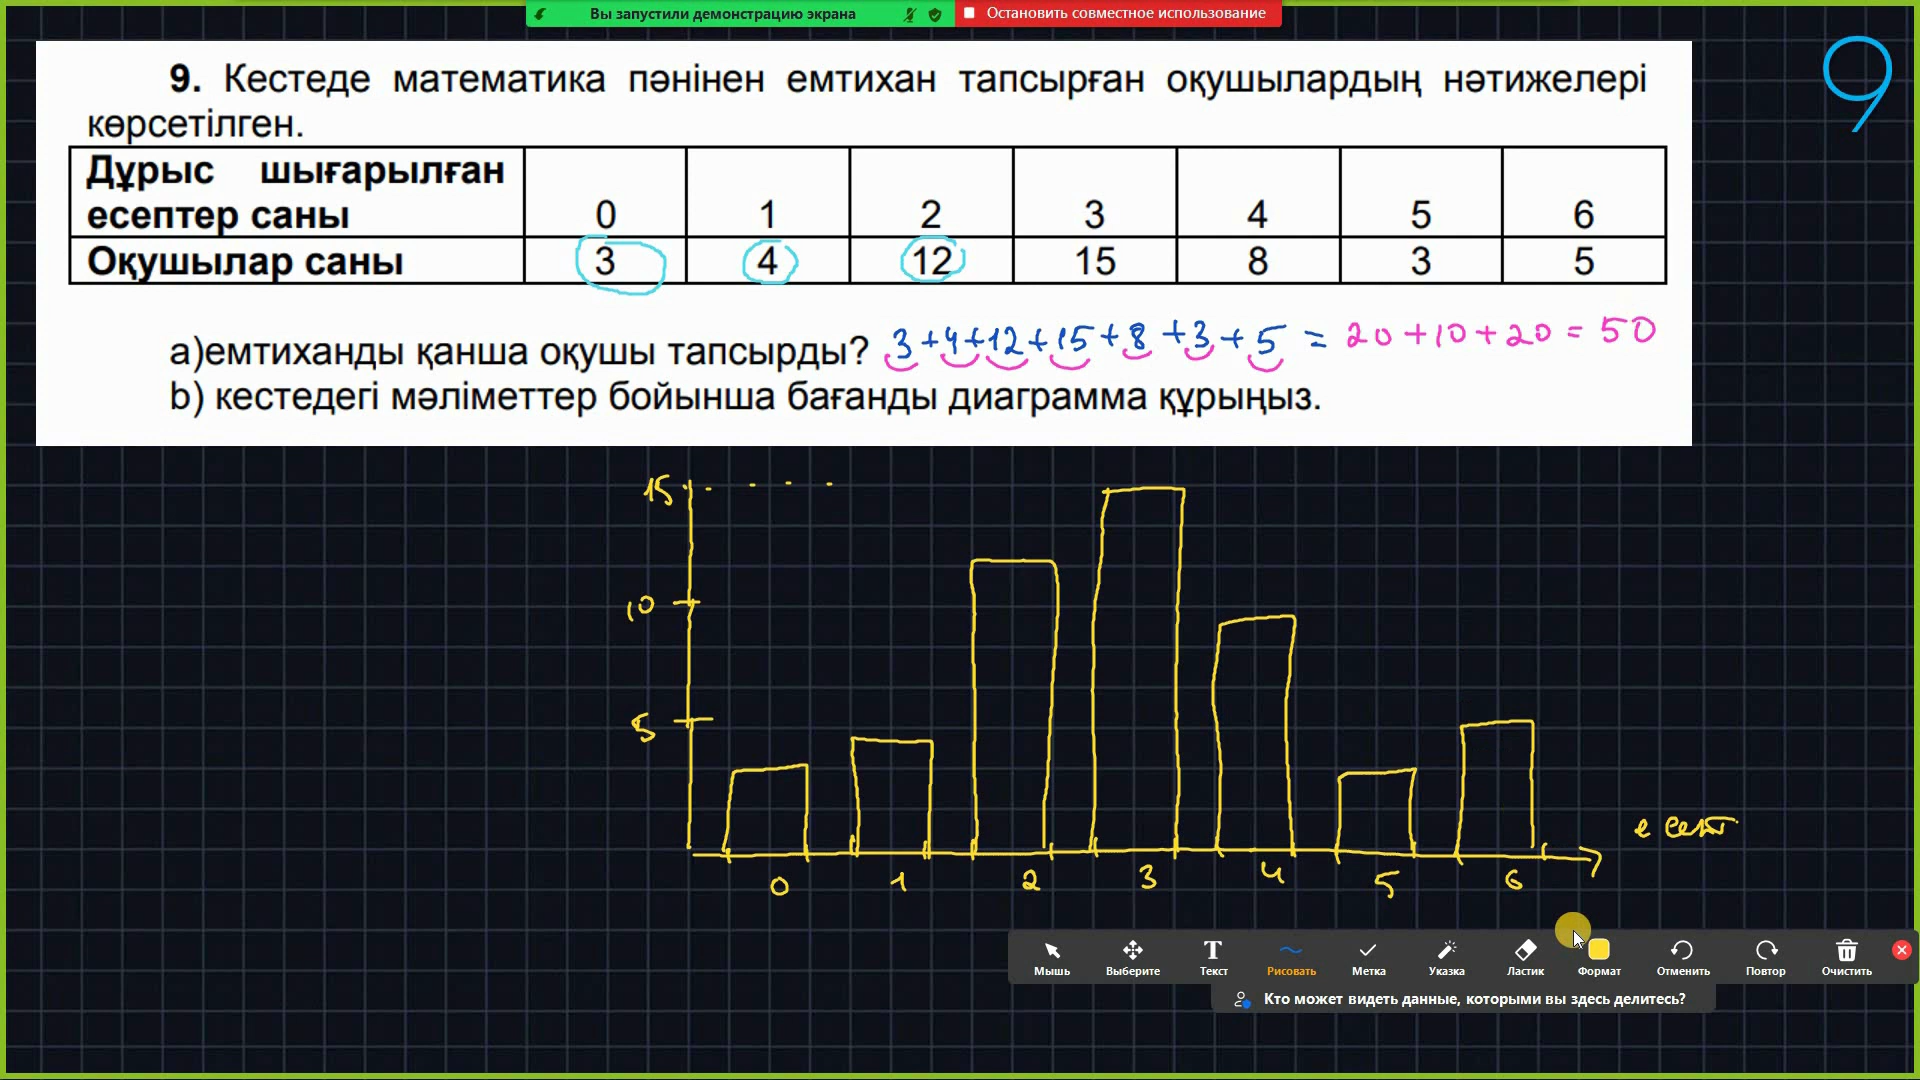 Вы запустили демонстрацию экрана
Остановить совместное использование
9
9. Кестеде математика пәнінен емтихан тапсырған оқушылардың нәтижелері
көрсетілген.
Дұрыс шығарылған
есептер саны 0 1 2 3 4 5 6
Оқушылар саны 3 4 12 15 8 3 5
a)емтиханды қанша оқушы тапсырды? 3+4+12+15+8+3+5 = 20+10+20=50
b) кестедегі мәліметтер бойынша бағанды диаграмма құрыңыз.
15
10
5
есеп
0 1 2 3 4 5 6
Мышь Выберите Текст Рисовать Метка Указка Ластик Формат Отменить Повтор Очистить
Кто может видеть данные, которыми вы здесь делитесь?